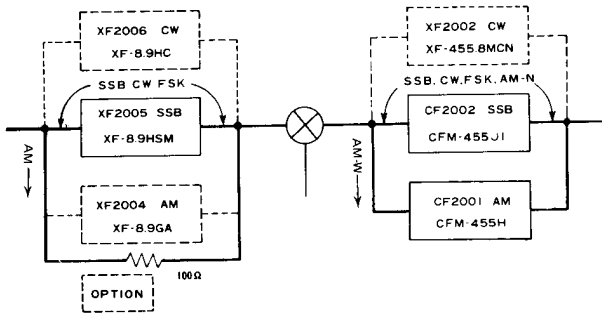 XF2006 CW
XF-8.9HC
SSB CW FSK
XF2005 SSB
XF-8.9HSM
AM
XF2004 AM
XF-8.9GA
100Ω
OPTION
XF2002 CW
XF-455.8MCN
SSB, CW, FSK, AM-N
CF2002 SSB
CFM-455J1
AM-W
CF2001 AM
CFM-455H